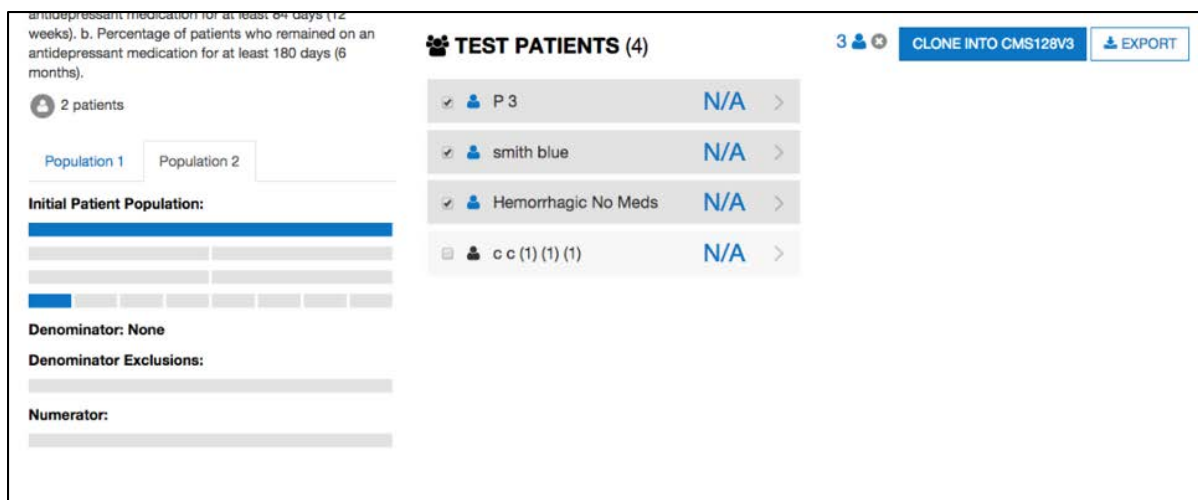 antidepressant medication for at least 84 days (12
weeks). b. Percentage of patients who remained on an
antidepressant medication for at least 180 days (6
months).
2 patients
Population 1 Population 2
Initial Patient Population:
Denominator: None
Denominator Exclusions:
Numerator:
TEST PATIENTS (4)
P 3 N/A
smith blue N/A
Hemorrhagic No Meds N/A
c c (1) (1) (1) N/A
3 CLONE INTO CMS128V3 EXPORT